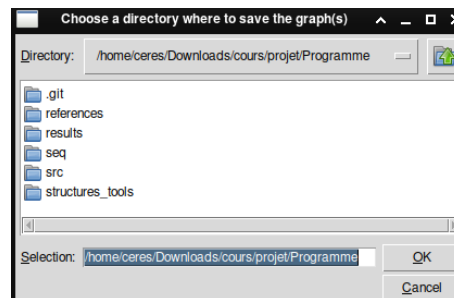 Choose a directory where to save the graph(s)
Directory: /home/ceres/Downloads/cours/projet/Programme
.git
references
results
seq
src
structures_tools
Selection: /home/ceres/Downloads/cours/projet/Programme OK
Cancel